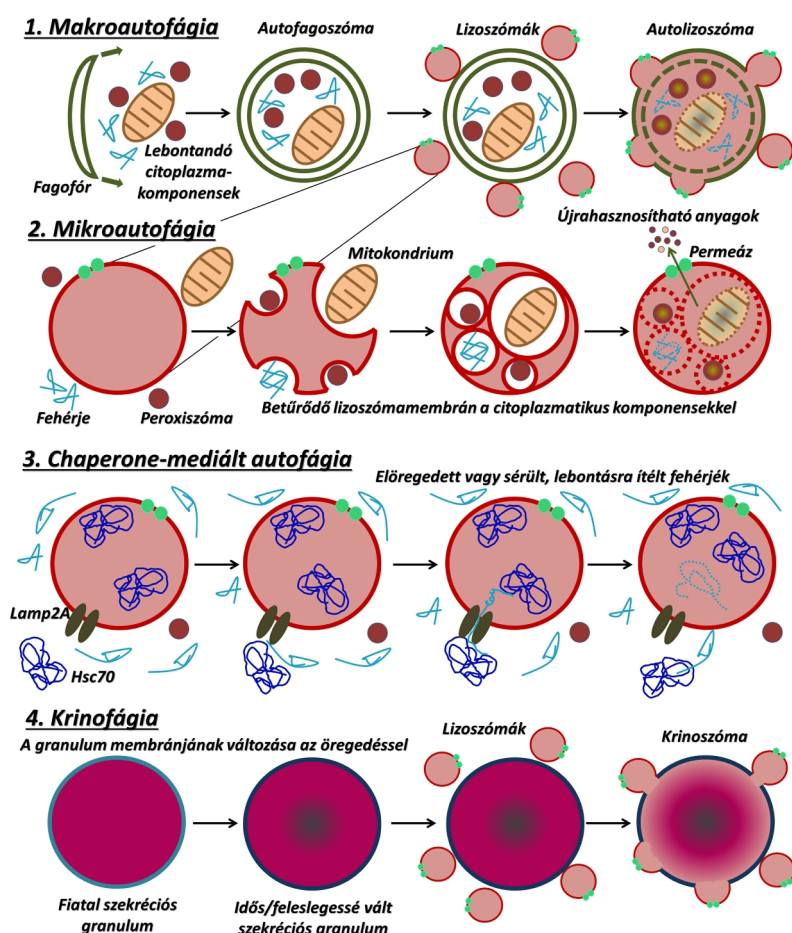 1. Makroautofágia
Autofagoszóma
Lizoszómák
Autolizoszóma
Fagofór
Lebontandó
citoplazma-
komponensek
2. Mikroautofágia
Újrahasznosítható anyagok
Mitokondrium
Permeáz
Fehérje
Peroxiszóma
Betűrődő lizoszómamembrán a citoplazmatikus komponensekkel
3. Chaperone-mediált autofágia
Elöregedett vagy sérült, lebontásra ítélt fehérjék
Lamp2A
Hsc70
4. Krinofágia
A granulum membránjának változása az öregedéssel
Lizoszómák
Krinoszóma
Fiatal szekréciós
granulum
Idős/feleslegessé vált
szekréciós granulum